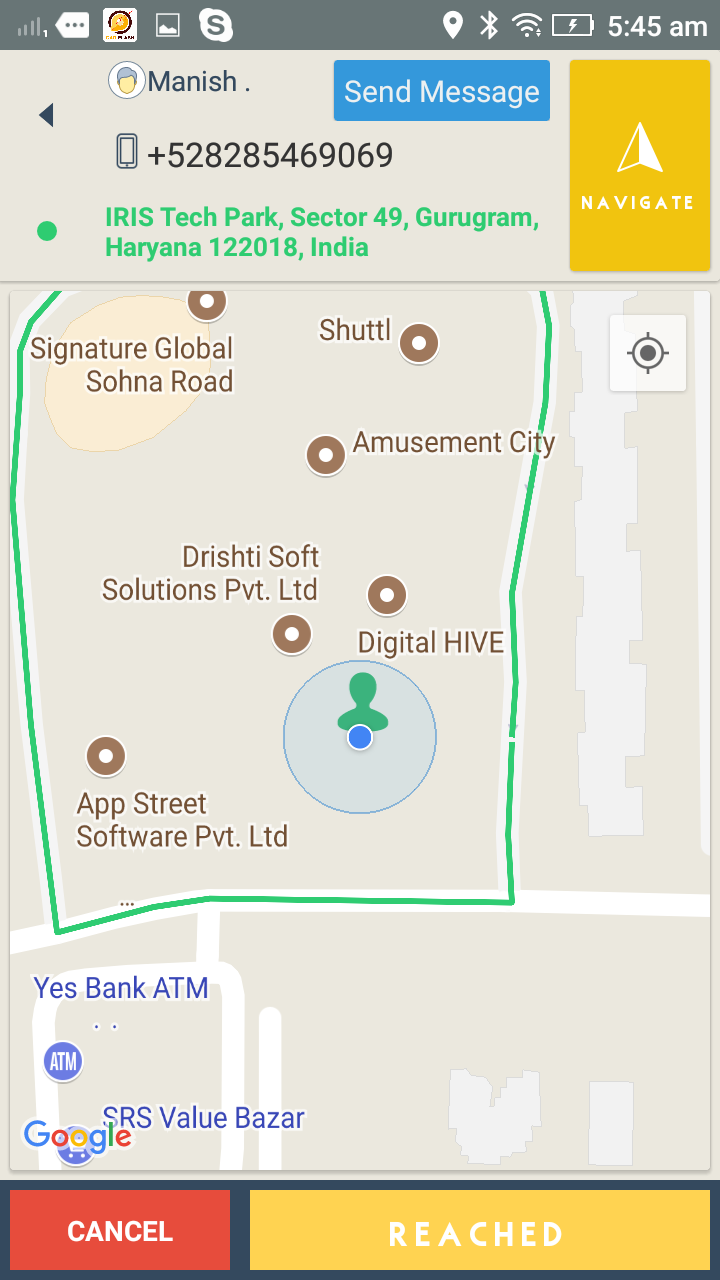 5:45 am
Manish .
Send Message
+528285469069
NAVIGATE
IRIS Tech Park, Sector 49, Gurugram,
Haryana 122018, India
Shuttl
Signature Global
Sohna Road
Amusement City
Drishti Soft
Solutions Pvt. Ltd
Digital HIVE
App Street
Software Pvt. Ltd
...
Yes Bank ATM
ATM
SRS Value Bazar
Google
CANCEL
REACHED